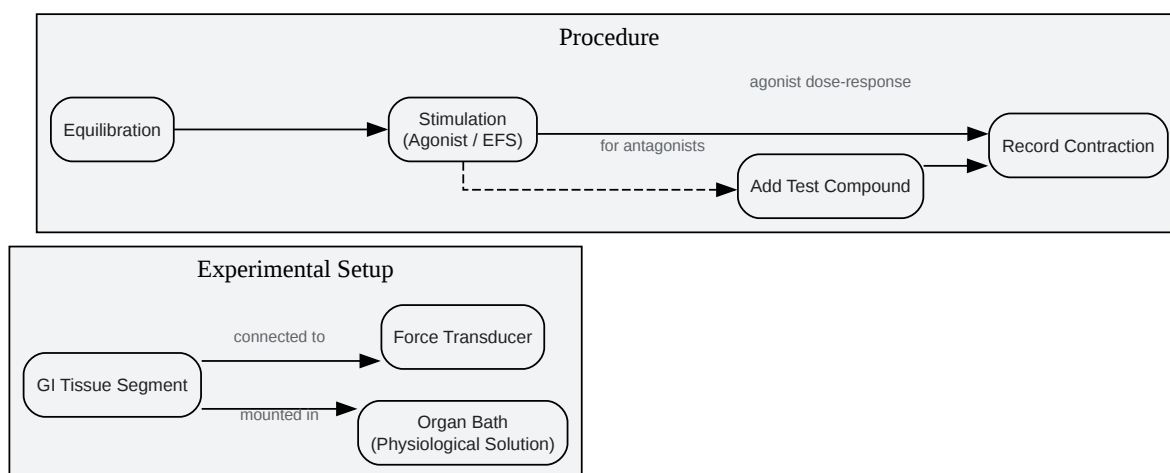 Procedure
agonist dose-response
Equilibration
Stimulation
(Agonist / EFS)
for antagonists
Record Contraction
Add Test Compound
Experimental Setup
connected to
Force Transducer
GI Tissue Segment
mounted in
Organ Bath
(Physiological Solution)